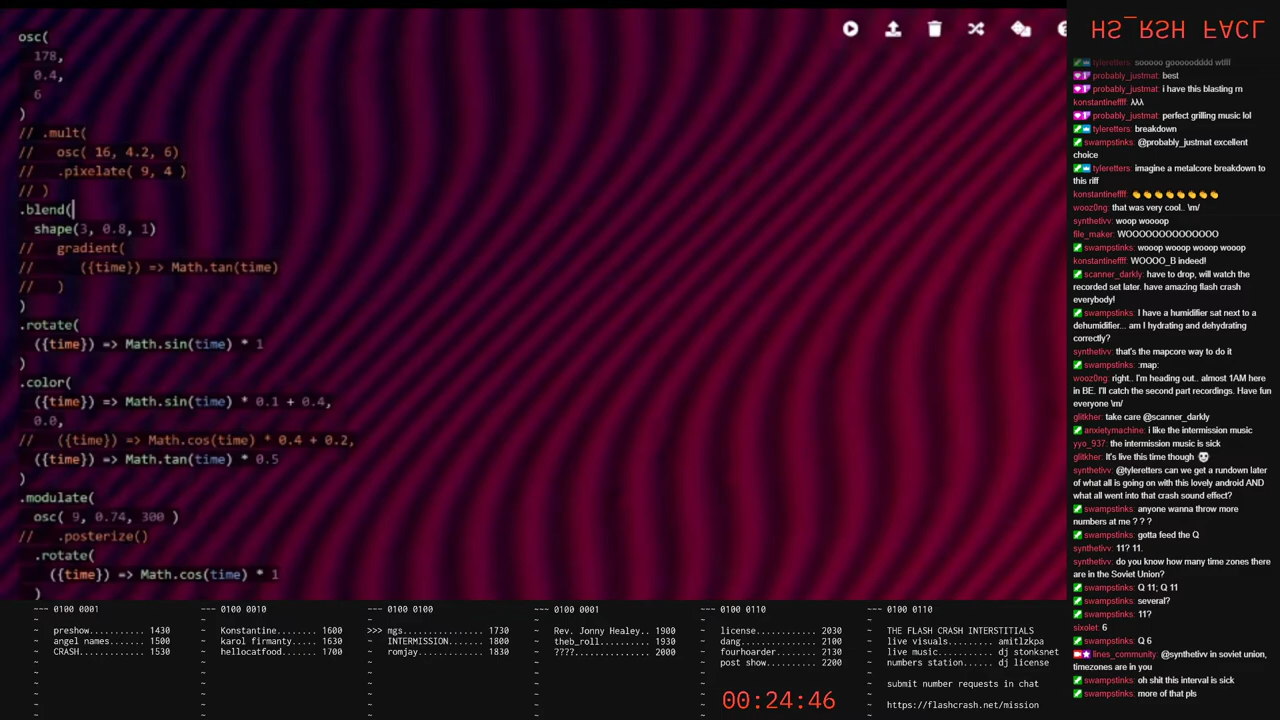 osc(
178,
0.4,
6
)
// .mult(
// osc( 16, 4.2, 6)
// .pixelate( 9, 4 )
// )
.blend(
shape(3, 0.8, 1)
// gradient(
// ({time}) => Math.tan(time)
// )
)
.rotate(
({time}) => Math.sin(time) * 1
)
.color(
({time}) => Math.sin(time) * 0.1 + 0.4,
0.0,
// ({time}) => Math.cos(time) * 0.4 + 0.2,
({time}) => Math.tan(time) * 0.5
)
.modulate(
osc( 9, 0.74, 300 )
// .posterize()
.rotate(
({time}) => Math.cos(time) * 1
)
tyleretters: sooooo goooodddd wtlll
probably_justmat: best
probably_justmat: i have this blasting rn
konstantineffff: λλλ
probably_justmat: perfect grilling music lol
tyleretters: breakdown
swampstinks: @probably_justmat excellent
choice
tyleretters: imagine a metalcore breakdown to
this riff
konstantineffff: 👏👏👏👏👏👏👏👏
wooz0ng: that was very cool.. \m/
synthetivv: woop woooop
file_maker: WOOOOOOOOOOOOOO
swampstinks: wooop wooop wooop wooop
konstantineffff: WOOOO_B indeed!
scanner_darkly: have to drop, will watch the
recorded set later. have amazing flash crash
everybody!
swampstinks: I have a humidifier sat next to a
dehumidifier... am I hydrating and dehydrating
correctly?
synthetivv: that's the mapcore way to do it
swampstinks: :map:
wooz0ng: right.. I'm heading out.. almost 1AM here
in BE. I'll catch the second part recordings. Have fun
everyone \m/
glitkher: take care @scanner_darkly
anxietymachine: i like the intermission music
yyo_937: the intermission music is sick
glitkher: It's live this time though 💀
synthetivv: @tyleretters can we get a rundown later
of what all is going on with this lovely android AND
what all went into that crash sound effect?
swampstinks: anyone wanna throw more
numbers at me ? ? ?
swampstinks: gotta feed the Q
synthetivv: 11? 11.
synthetivv: do you know how many time zones there
are in the Soviet Union?
swampstinks: Q 11; Q 11
swampstinks: several?
swampstinks: 11?
sixolet: 6
swampstinks: Q 6
lines_community: @synthetivv in soviet union,
timezones are in you
swampstinks: oh shit this interval is sick
swampstinks: more of that pls
~~~ 0100 0001
~ preshow.......... 1430
~ angel names...... 1500
~ CRASH............ 1530
~~~ 0100 0010
~ Konstantine....... 1600
~ karol firmanty.... 1630
~ hellocatfood...... 1700
~~~ 0100 0100
>>> mgs............... 1730
~ INTERMISSION...... 1800
~ romjay............ 1830
~~~ 0100 0001
~ Rev. Jonny Healey.. 1900
~ theb_roll.......... 1930
~ ????............... 2000
~~~ 0100 0110
~ license........... 2030
~ dang.............. 2100
~ fourhoarder....... 2130
~ post show......... 2200
00:24:46
~~~ 0100 0110
~ THE FLASH CRASH INTERSTITIALS
~ live visuals....... amitlzkpa
~ live music..... dj stonksnet
~ numbers station... dj license
~ submit number requests in chat
~ https://flashcrash.net/mission